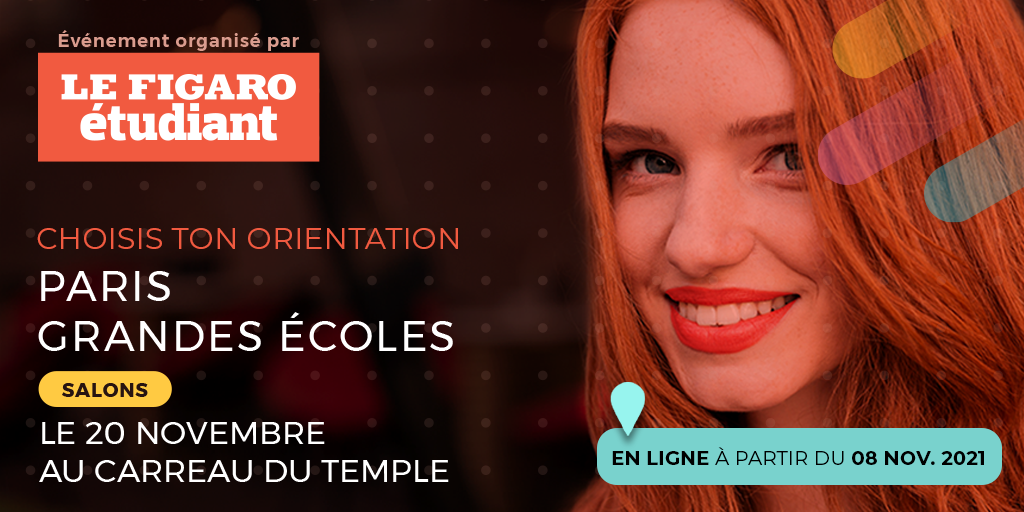 Événement organisé par
LE FIGARO
étudiant
CHOISIS TON ORIENTATION
PARIS
GRANDES ÉCOLES
SALONS
LE 20 NOVEMBRE
AU CARREAU DU TEMPLE
EN LIGNE À PARTIR DU 08 NOV. 2021